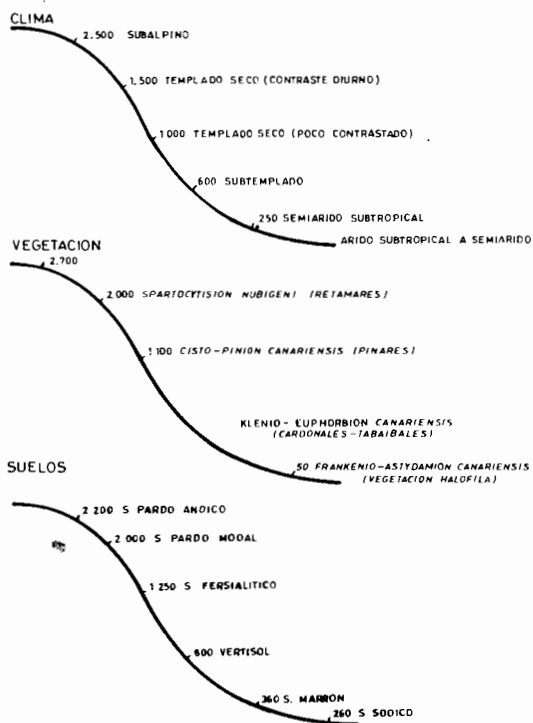 CLIMA
2.500 SUBALPINO
1.500 TEMPLADO SECO (CONTRASTE DIURNO)
1000 TEMPLADO SECO (POCO CONTRASTADO)
600 SUBTEMPLADO
250 SEMIARIDO SUBTROPICAL
ARIDO SUBTROPICAL A SEMIARIDO
VEGETACION
2.700
2.000 SPARTOCYTISION NUBIGENI (RETAMARES)
1.100 CISTO-PINION CANARIENSIS (PINARES)
KLENIO-EUPHORBION CANARIENSIS
(CARDONALES-TABAIBALES)
50 FRANKENIO-ASTYDAMION CANARIENSIS
(VEGETACION HALOFILA)
SUELOS
2 200 S PARDO ANDICO
2 000 S PARDO MODAL
1 250 S FERSIALITICO
600 VERTISOL
260 S. MARRON
260 S SODICO